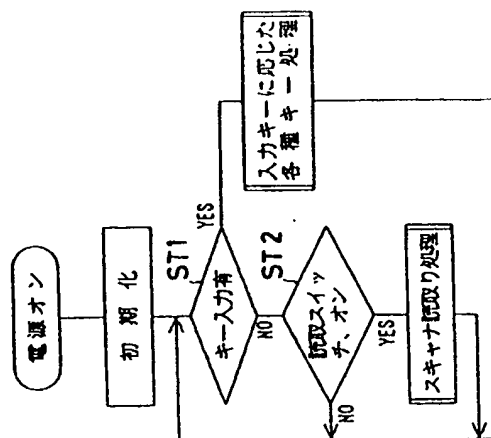 電源オン
初期化
ST1
キー入力有
YES
入力キーに応じた
各種キー処理
NO
ST2
読取スイッ
チ、オン
NO
YES
スキャナ読取り処理